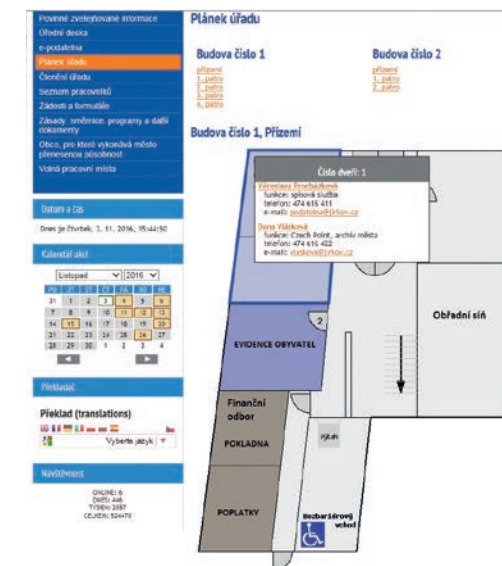 Povinně zveřejňované informace
Úřední deska
e-podatelna
Plánek úřadu
Členění úřadu
Seznam pracovníků
Žádosti a formuláře
Zásady, směrnice, programy a další
dokumenty
Obce, pro které vykonává město
přenesenou působnost
Volná pracovní místa
Datum a čas
Dnes je čtvrtek, 3. 11. 2016, 15:44:50
Kalendář akcí
Listopad 2016
PO ÚT ST ČT PÁ SO NE
31 1 2 3 4 5 6
7 8 9 10 11 12 13
14 15 16 17 18 19 20
21 22 23 24 25 26 27
28 29 30 1 2 3 4
Překladač
Překlad (translations)
Vyberte jazyk
Návštěvnost
ONLINE: 6
DNES: 446
TÝDEN: 2857
CELKEM: 524470
Plánek úřadu
Budova číslo 1
přízemí
1. patro
2. patro
3. patro
4. patro
Budova číslo 2
přízemí
1. patro
2. patro
Budova číslo 1, Přízemí
Číslo dveří: 1
Věroslava Procházková
funkce: spisová služba
telefon: 474 616 411
e-mail: podatelna@jirkov.cz
Dana Vlásková
funkce: Czech Point, archiv města
telefon: 474 616 422
e-mail: vlaskova@jirkov.cz
Obřadní síň
2
EVIDENCE OBYVATEL
Finanční
odbor
POKLADNA
POPLATKY
výtah
Bezbariérový
vchod